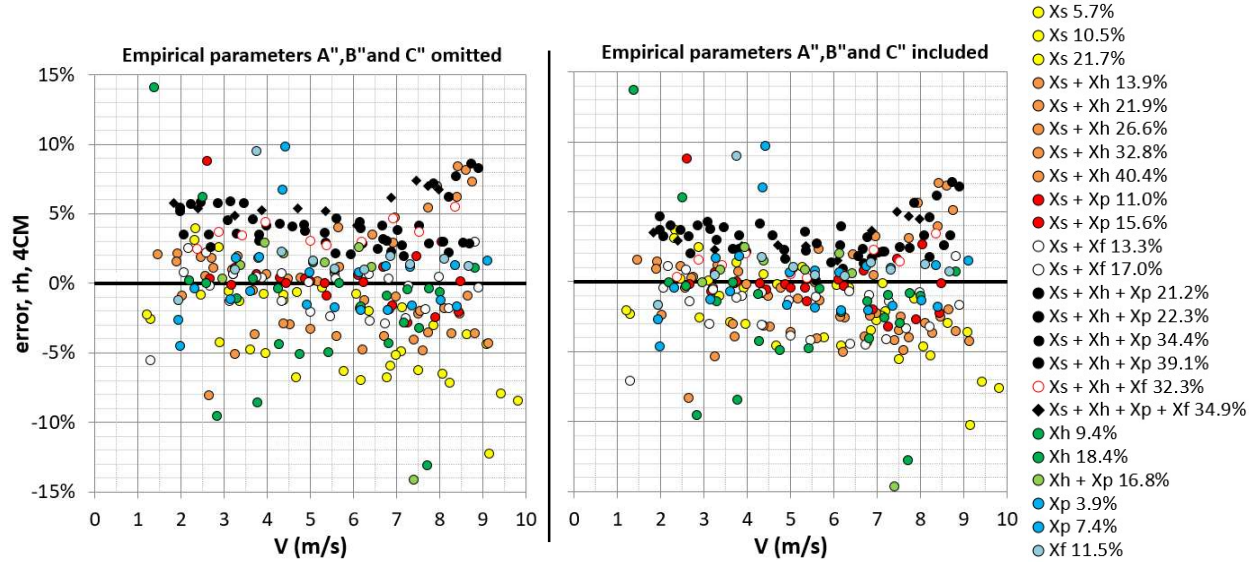 Empirical parameters A",B"and C" omitted
Empirical parameters A",B"and C" included
error, rh, 4CM
15%
10%
5%
0%
-5%
-10%
-15%
0 1 2 3 4 5 6 7 8 9 10
V (m/s)
0 1 2 3 4 5 6 7 8 9 10
V (m/s)
Xs 5.7%
Xs 10.5%
Xs 21.7%
Xs + Xh 13.9%
Xs + Xh 21.9%
Xs + Xh 26.6%
Xs + Xh 32.8%
Xs + Xh 40.4%
Xs + Xp 11.0%
Xs + Xp 15.6%
Xs + Xf 13.3%
Xs + Xf 17.0%
Xs + Xh + Xp 21.2%
Xs + Xh + Xp 22.3%
Xs + Xh + Xp 34.4%
Xs + Xh + Xp 39.1%
Xs + Xh + Xf 32.3%
Xs + Xh + Xp + Xf 34.9%
Xh 9.4%
Xh 18.4%
Xh + Xp 16.8%
Xp 3.9%
Xp 7.4%
Xf 11.5%